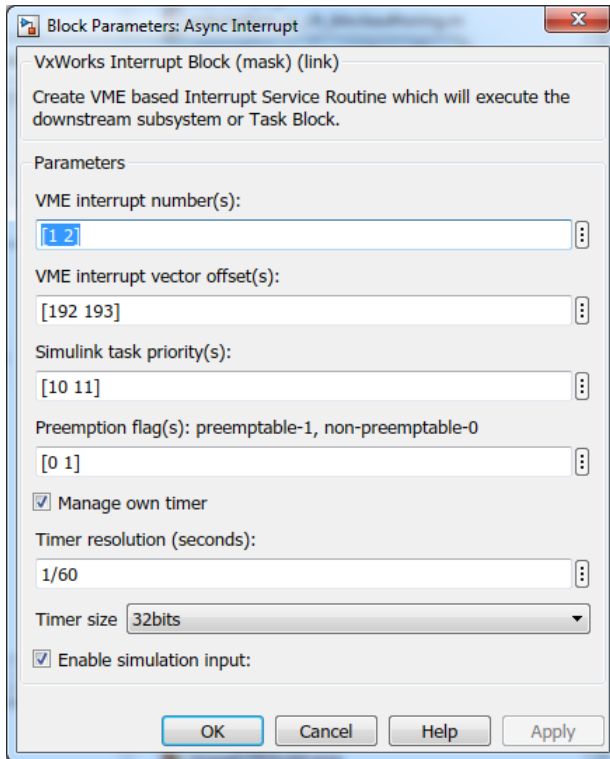 Block Parameters: Async Interrupt
VxWorks Interrupt Block (mask) (link)
Create VME based Interrupt Service Routine which will execute the
downstream subsystem or Task Block.
Parameters
VME interrupt number(s):
[1 2]
VME interrupt vector offset(s):
[192 193]
Simulink task priority(s):
[10 11]
Preemption flag(s): preemptable-1, non-preemptable-0
[0 1]
Manage own timer
Timer resolution (seconds):
1/60
Timer size 32bits
Enable simulation input:
OK Cancel Help Apply